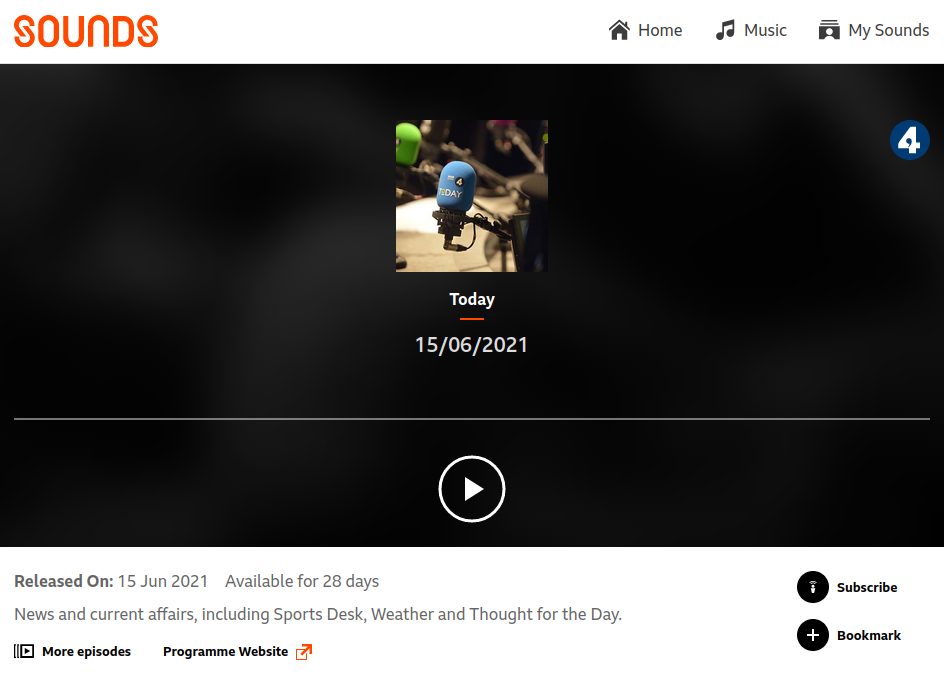 SOUNDS
Home
Music
My Sounds
4
4
TODAY
Today
15/06/2021
Released On: 15 Jun 2021 Available for 28 days
News and current affairs, including Sports Desk, Weather and Thought for the Day.
Subscribe
Bookmark
More episodes
Programme Website